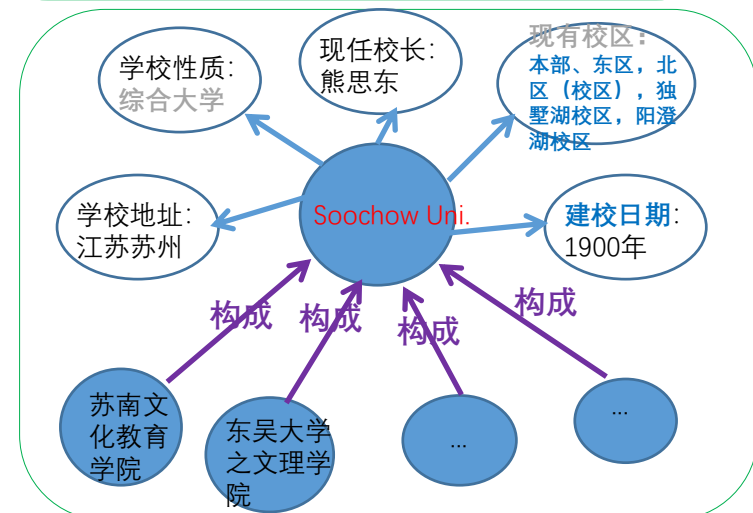 学校性质：
综合大学
现任校长：
熊思东
现有校区：
本部、东区，北
区（校区），独
墅湖校区，阳澄
湖校区
学校地址：
江苏苏州
Soochow Uni.
建校日期：
1900年
构成
构成
构成
构成
苏南文
化教育
学院
东吴大学
之文理学
院
...
...